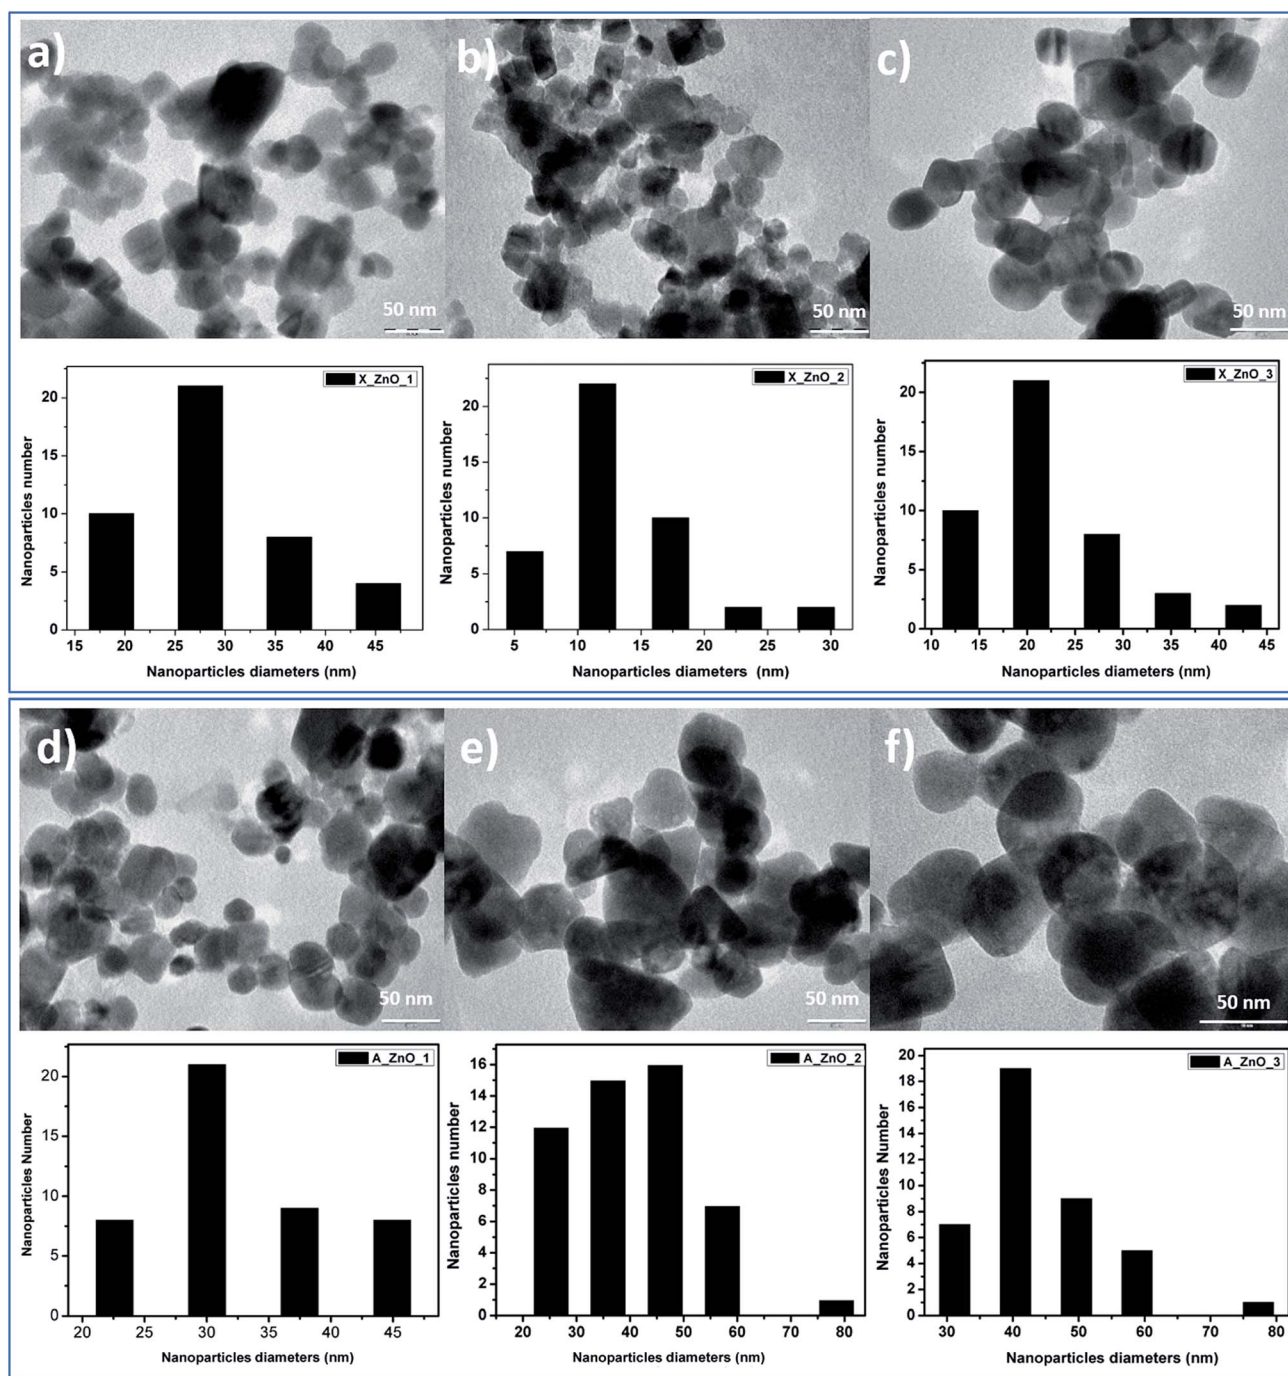 a)
b)
c)
50 nm
50 nm
50 nm
X_ZnO_1
Nanoparticles number
20
15
10
5
0
15 20 25 30 35 40 45
Nanoparticles diameters (nm)
X_ZnO_2
Nanoparticles number
20
15
10
5
0
5 10 15 20 25 30
Nanoparticles diameters (nm)
X_ZnO_3
Nanoparticles number
20
15
10
5
0
10 15 20 25 30 35 40 45
Nanoparticles diameters (nm)
d)
e)
f)
50 nm
50 nm
50 nm
A_ZnO_1
Nanoparticles Number
20
15
10
5
0
20 25 30 35 40 45
Nanoparticles diameters (nm)
A_ZnO_2
Nanoparticles Number
16
14
12
10
8
6
4
2
0
20 30 40 50 60 70 80
Nanoparticles diameters (nm)
A_ZnO_3
Nanoparticles Number
20
18
16
14
12
10
8
6
4
2
0
30 40 50 60 70 80
Nanoparticles diameters (nm)